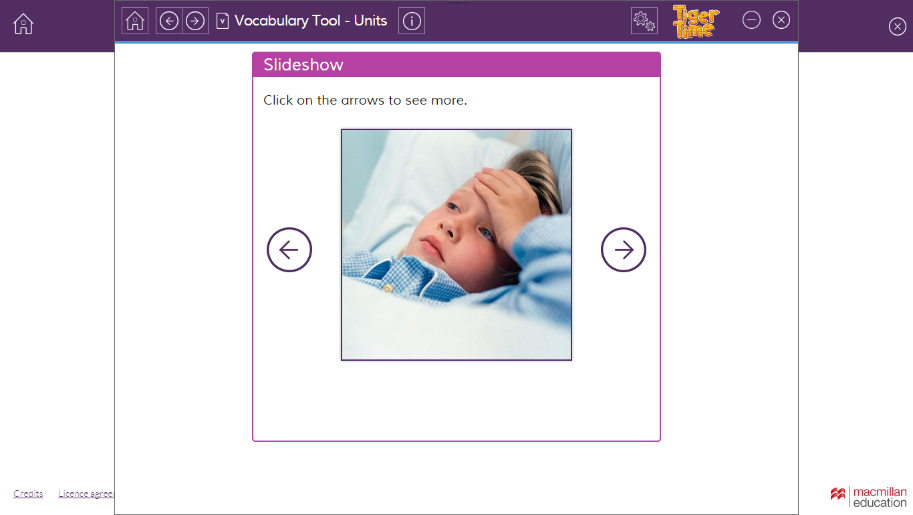 Vocabulary Tool - Units
Tiger
Time
Slideshow
Click on the arrows to see more.
Credits
Licence agree
macmillan
education